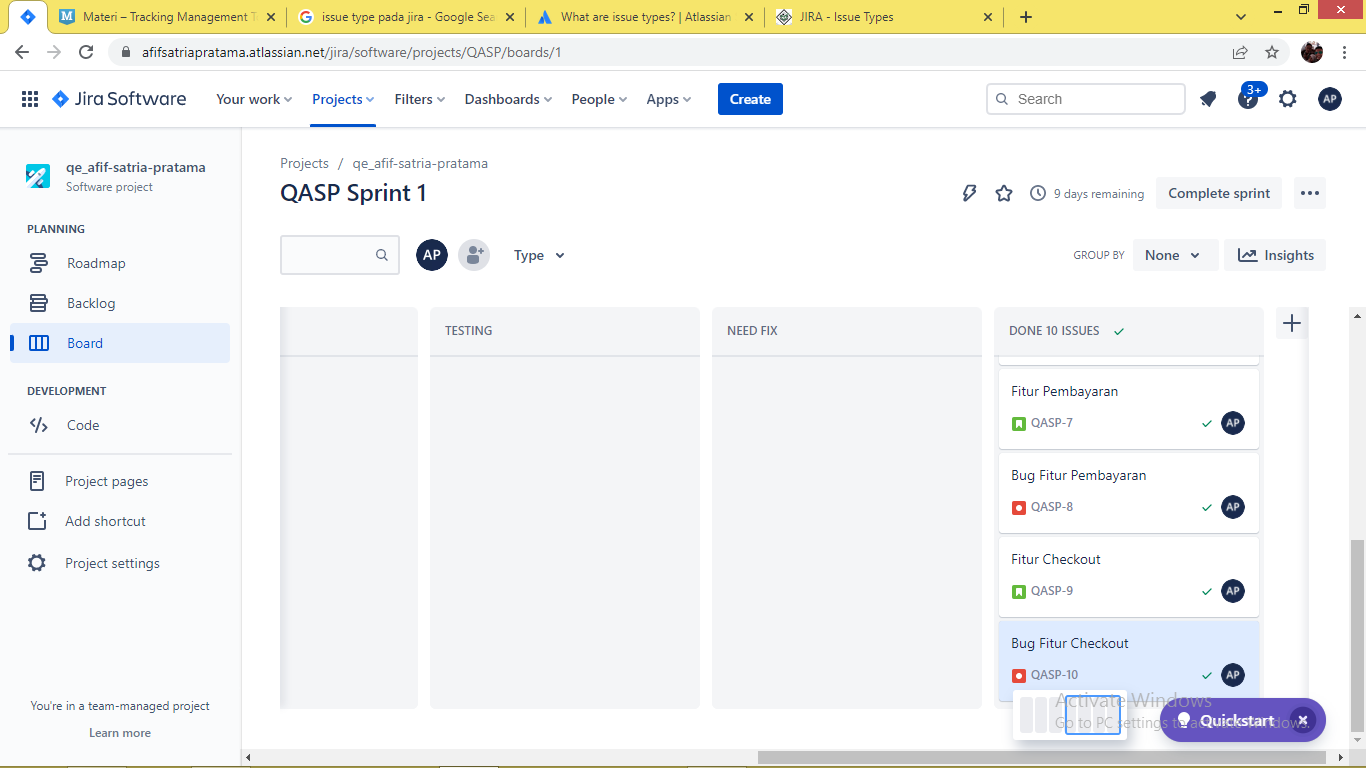 Materi – Tracking Management T
issue type pada jira - Google Sea
What are issue types? | Atlassian
JIRA - Issue Types
afifsatriapratama.atlassian.net/jira/software/projects/QASP/boards/1
Jira Software
Your work
Projects
Filters
Dashboards
People
Apps
Create
Search
3+
AP
qe_afif-satria-pratama
Software project
PLANNING
Roadmap
Backlog
Board
DEVELOPMENT
Code
Project pages
Add shortcut
Project settings
You're in a team-managed project
Learn more
Projects / qe_afif-satria-pratama
QASP Sprint 1
9 days remaining
Complete sprint
AP
Type
GROUP BY
None
Insights
TESTING
NEED FIX
DONE 10 ISSUES
Fitur Pembayaran
QASP-7
AP
Bug Fitur Pembayaran
QASP-8
AP
Fitur Checkout
QASP-9
AP
Bug Fitur Checkout
QASP-10
AP
Activate Windows
Go to PC settings to activate Windows.
Quickstart